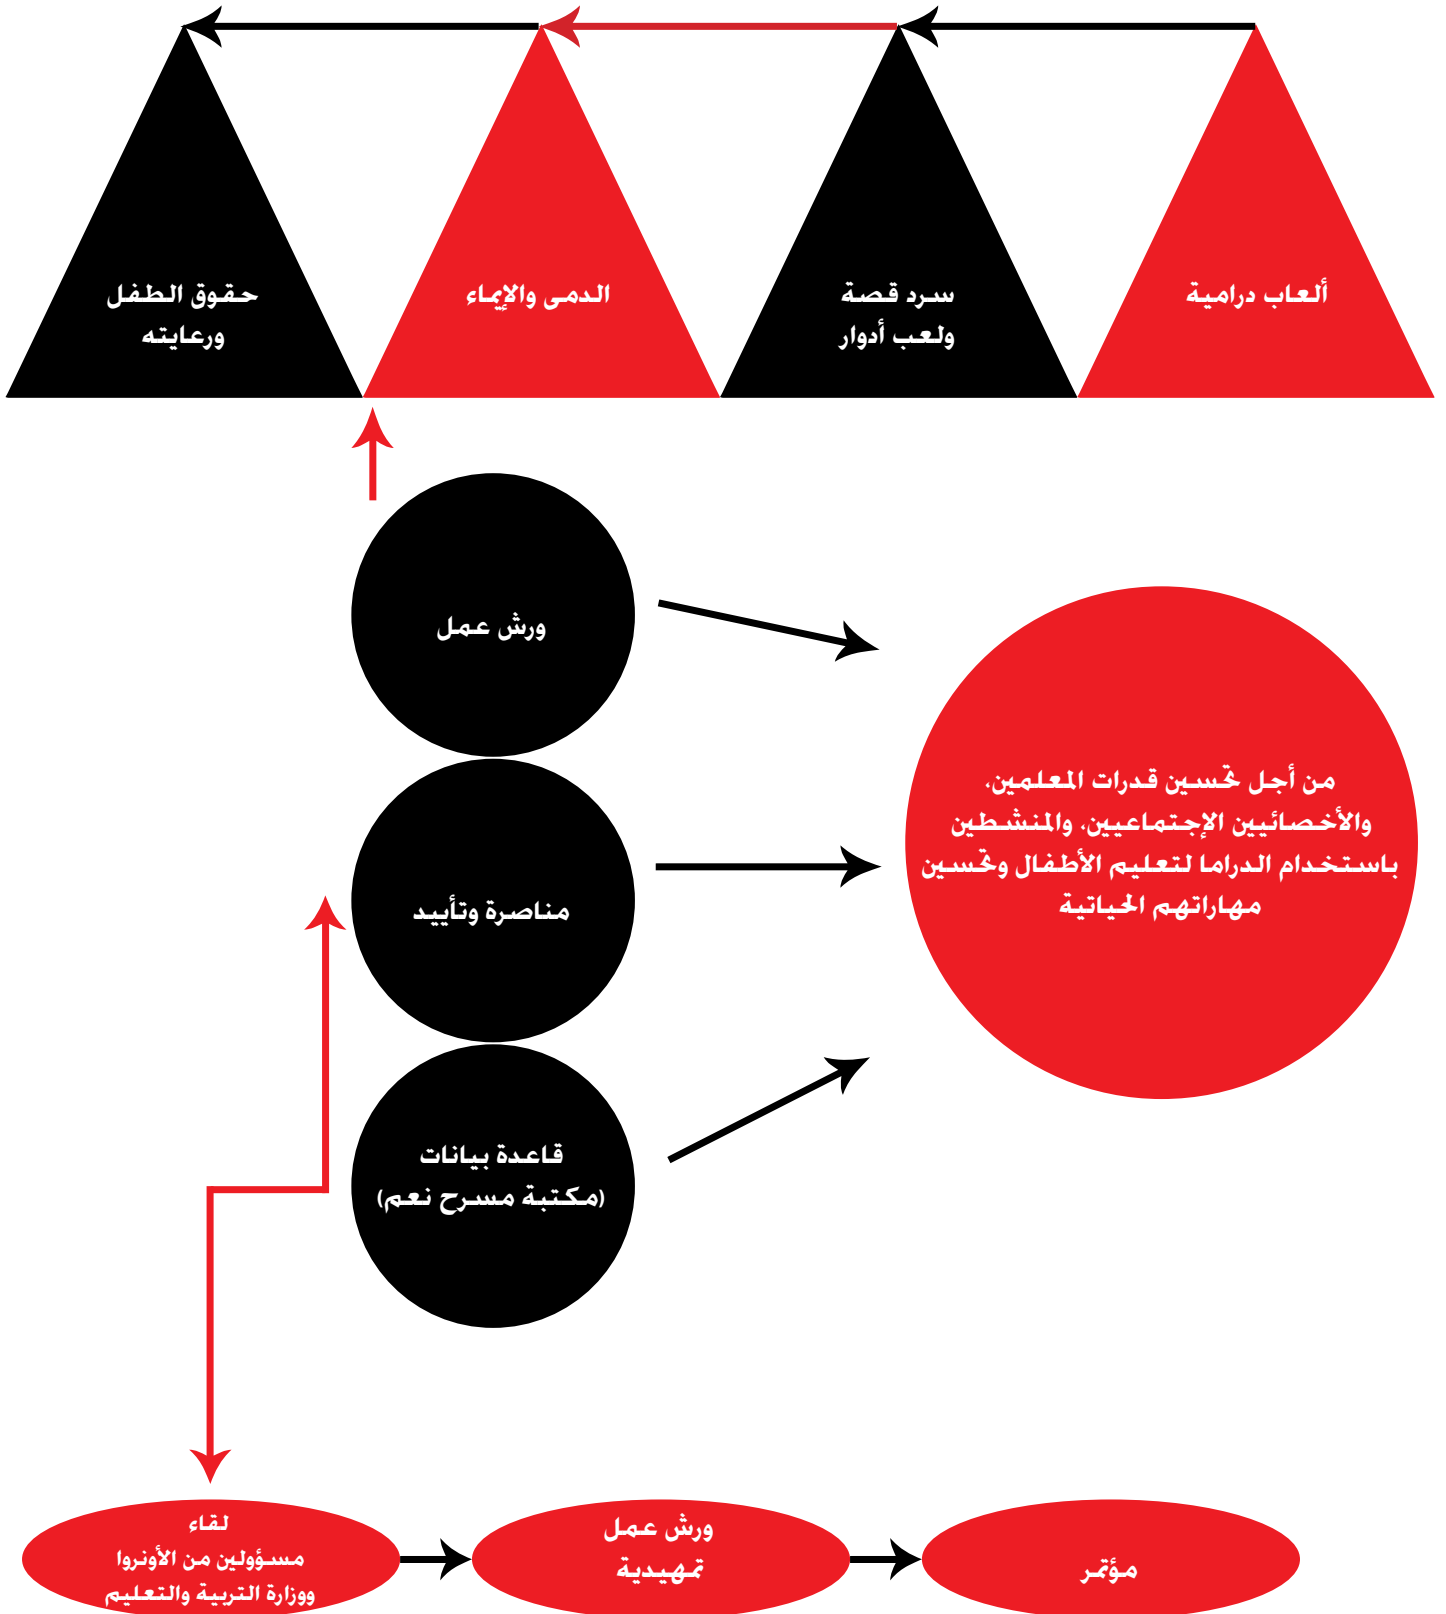 ألعاب درامية
سرد قصة
ولعب أدوار
الدمى والإيماء
حقوق الطفل
ورعايته
ورش عمل
من أجل تحسين قدرات المعلمين،
والأخصائيين الإجتماعيين، والمنشطين
باستخدام الدراما لتعليم الأطفال وتحسين
مهاراتهم الحياتية
مناصرة وتأييد
قاعدة بيانات
(مكتبة مسرح نعم)
لقاء
مسؤولين من الأونروا
ووزارة التربية والتعليم
ورش عمل
تمهيدية
مؤتمر